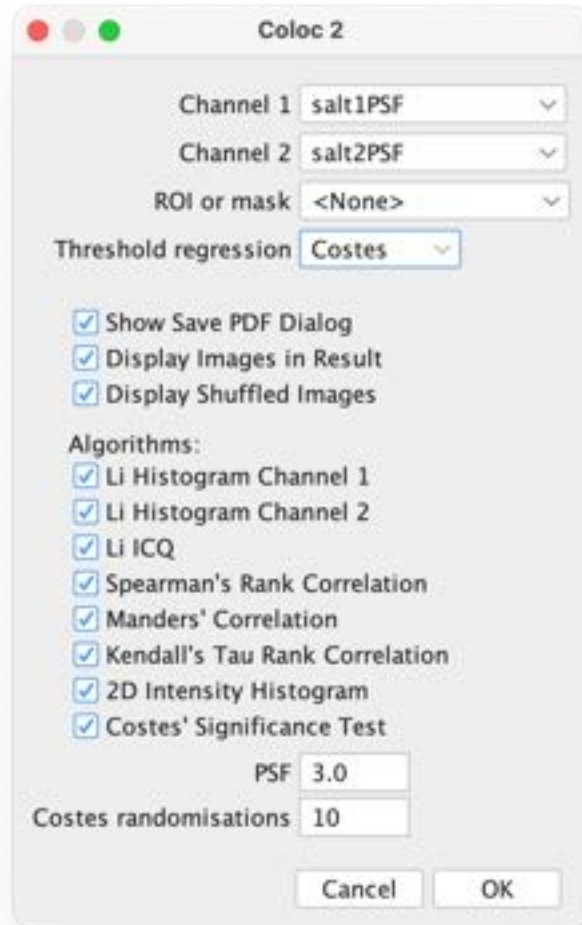 Coloc 2
Channel 1 salt1PSF
Channel 2 salt2PSF
ROI or mask <None>
Threshold regression Costes
Show Save PDF Dialog
Display Images in Result
Display Shuffled Images
Algorithms:
Li Histogram Channel 1
Li Histogram Channel 2
Li ICQ
Spearman's Rank Correlation
Manders' Correlation
Kendall's Tau Rank Correlation
2D Intensity Histogram
Costes' Significance Test
PSF 3.0
Costes randomisations 10
Cancel OK